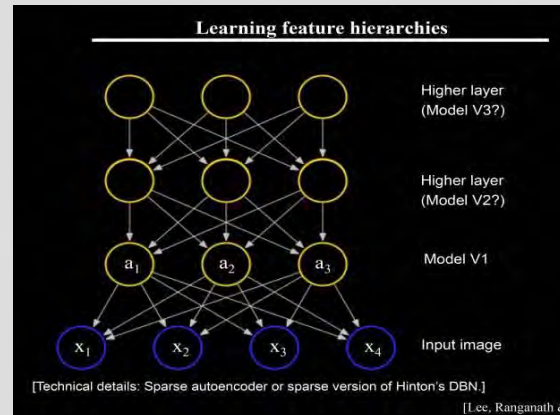 Learning feature hierarchies
Higher layer
(Model V3?)
Higher layer
(Model V2?)
a1 a2 a3 Model V1
x1 x2 x3 x4 Input image
[Technical details: Sparse autoencoder or sparse version of Hinton's DBN.]
[Lee, Ranganath